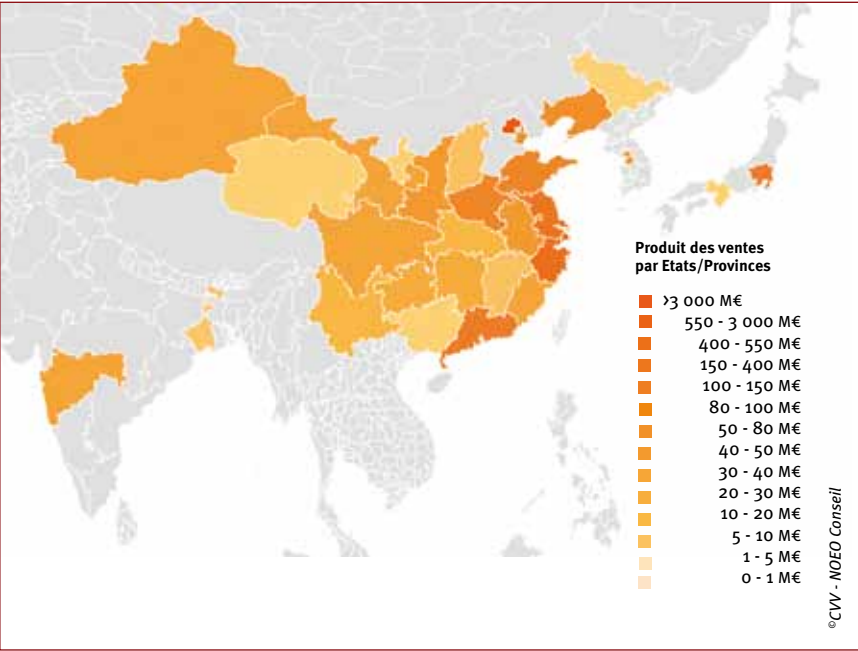 Produit des ventes
par Etats/Provinces
>3 000 M€
550 - 3 000 M€
400 - 550 M€
150 - 400 M€
100 - 150 M€
80 - 100 M€
50 - 80 M€
40 - 50 M€
30 - 40 M€
20 - 30 M€
10 - 20 M€
5 - 10 M€
1 - 5 M€
0 - 1 M€
©CVV - NOEO Conseil